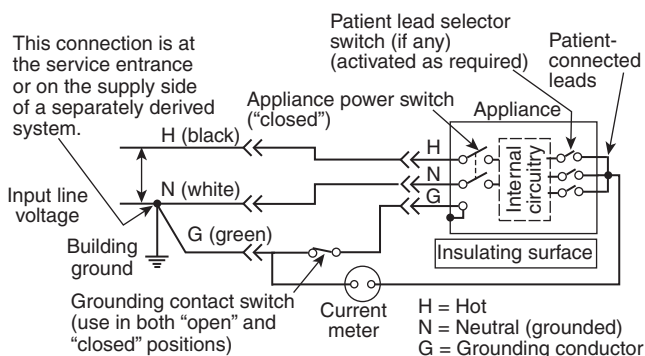 This connection is at
the service entrance
or on the supply side
of a separately derived
system.
Patient lead selector
switch (if any)
(activated as required)
Patient-
connected
leads
Appliance power switch
(“closed”)
Appliance
H (black)
H
Input line
voltage
N (white)
N
G
Internal
circuitry
G (green)
Building
ground
Insulating surface
Grounding contact switch
(use in both “open” and
“closed” positions)
Current
meter
H = Hot
N = Neutral (grounded)
G = Grounding conductor